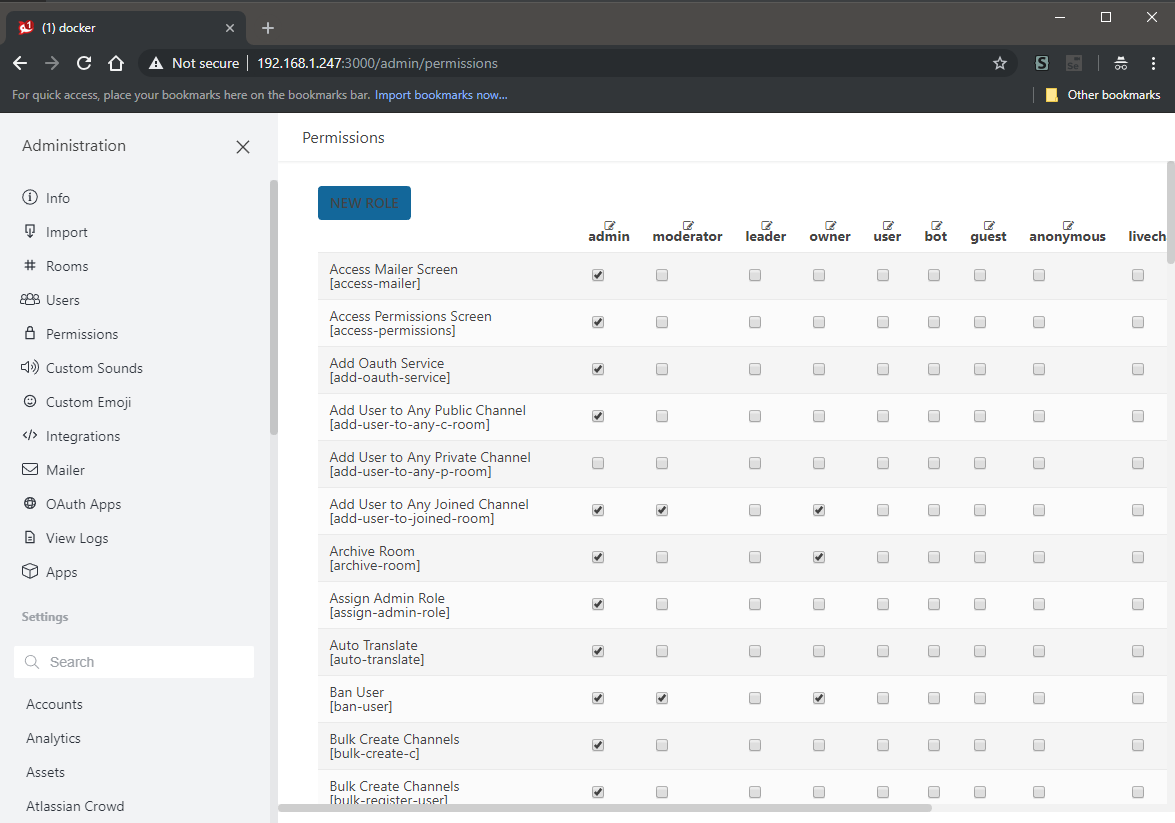 (1) docker
Not secure 192.168.1.247:3000/admin/permissions
For quick access, place your bookmarks here on the bookmarks bar. Import bookmarks now...
Other bookmarks
Administration
Info
Import
Rooms
Users
Permissions
Custom Sounds
Custom Emoji
Integrations
Mailer
OAuth Apps
View Logs
Apps
Settings
Search
Accounts
Analytics
Assets
Atlassian Crowd
Permissions
NEW ROLE
admin moderator leader owner user bot guest anonymous livech
Access Mailer Screen
[access-mailer]
Access Permissions Screen
[access-permissions]
Add Oauth Service
[add-oauth-service]
Add User to Any Public Channel
[add-user-to-any-c-room]
Add User to Any Private Channel
[add-user-to-any-p-room]
Add User to Any Joined Channel
[add-user-to-joined-room]
Archive Room
[archive-room]
Assign Admin Role
[assign-admin-role]
Auto Translate
[auto-translate]
Ban User
[ban-user]
Bulk Create Channels
[bulk-create-c]
Bulk Create Channels
[bulk-register-user]